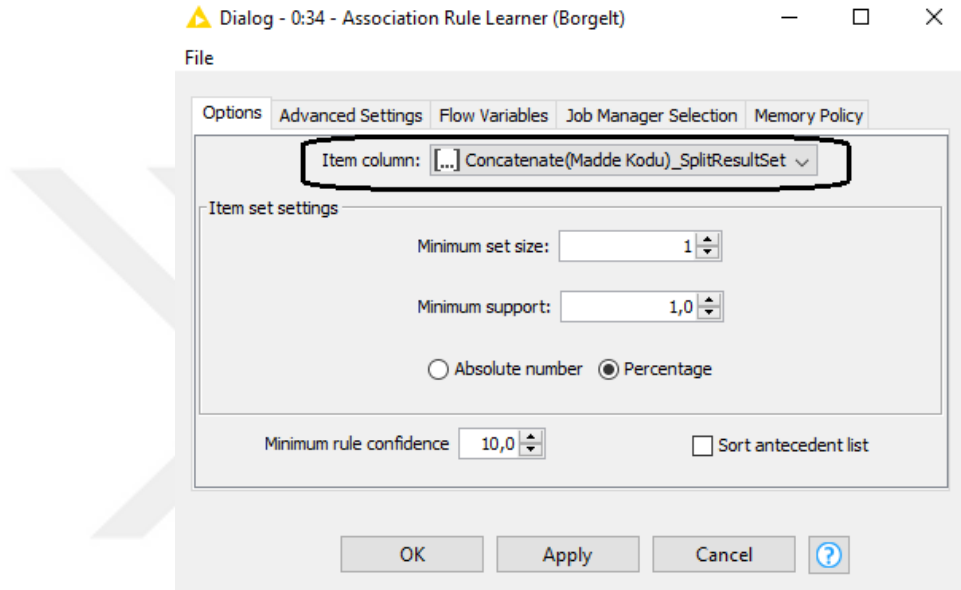 Dialog - 0:34 - Association Rule Learner (Borgelt)
File
Options Advanced Settings Flow Variables Job Manager Selection Memory Policy
Item column: [...] Concatenate(Madde Kodu)_SplitResultSet
Item set settings
Minimum set size: 1
Minimum support: 1,0
Absolute number Percentage
Minimum rule confidence 10,0 Sort antecedent list
OK Apply Cancel ?